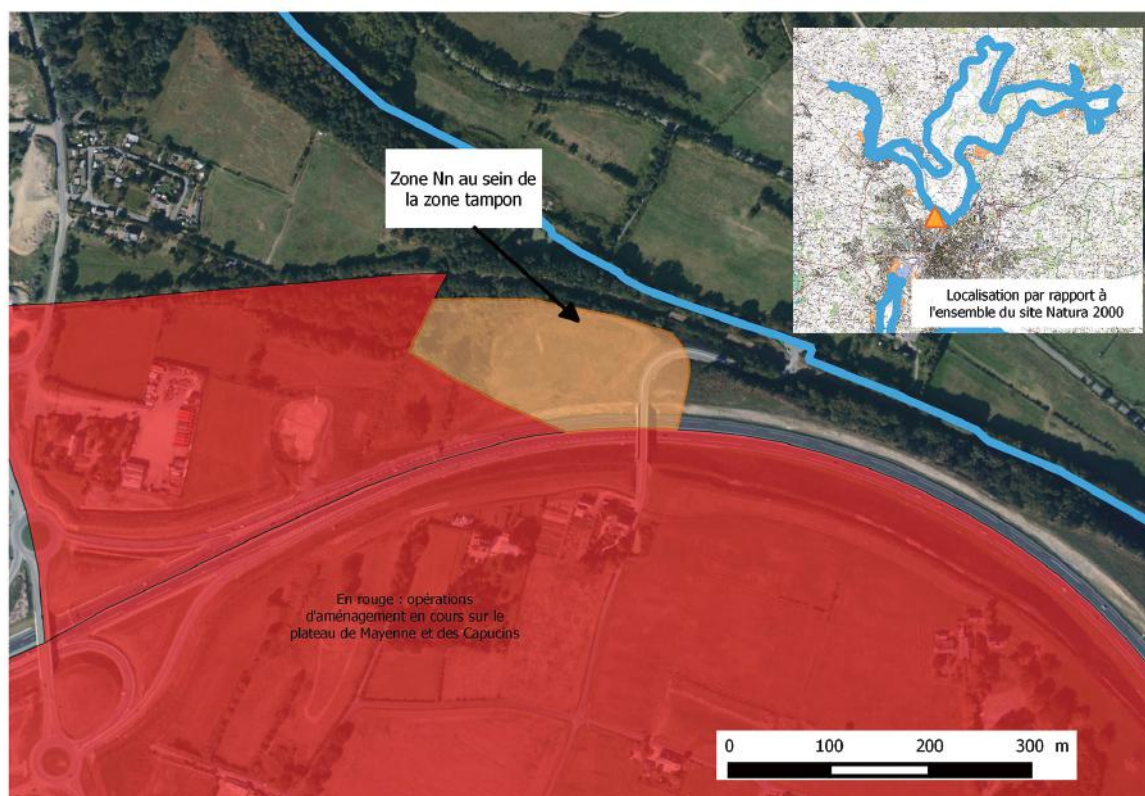 Zone Nn au sein de
la zone tampon
Localisation par rapport à
l'ensemble du site Natura 2000
En rouge : opérations
d'aménagement en cours sur le
plateau de Mayenne et des Capucins
0 100 200 300 m